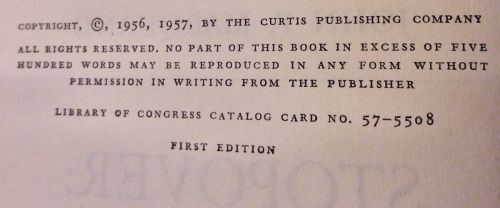 COPYRIGHT, ©, 1956, 1957, BY THE CURTIS PUBLISHING COMPANY
ALL RIGHTS RESERVED. NO PART OF THIS BOOK IN EXCESS OF FIVE
HUNDRED WORDS MAY BE REPRODUCED IN ANY FORM WITHOUT
PERMISSION IN WRITING FROM THE PUBLISHER
LIBRARY OF CONGRESS CATALOG CARD NO. 57-5508
FIRST EDITION
STOPOVER: